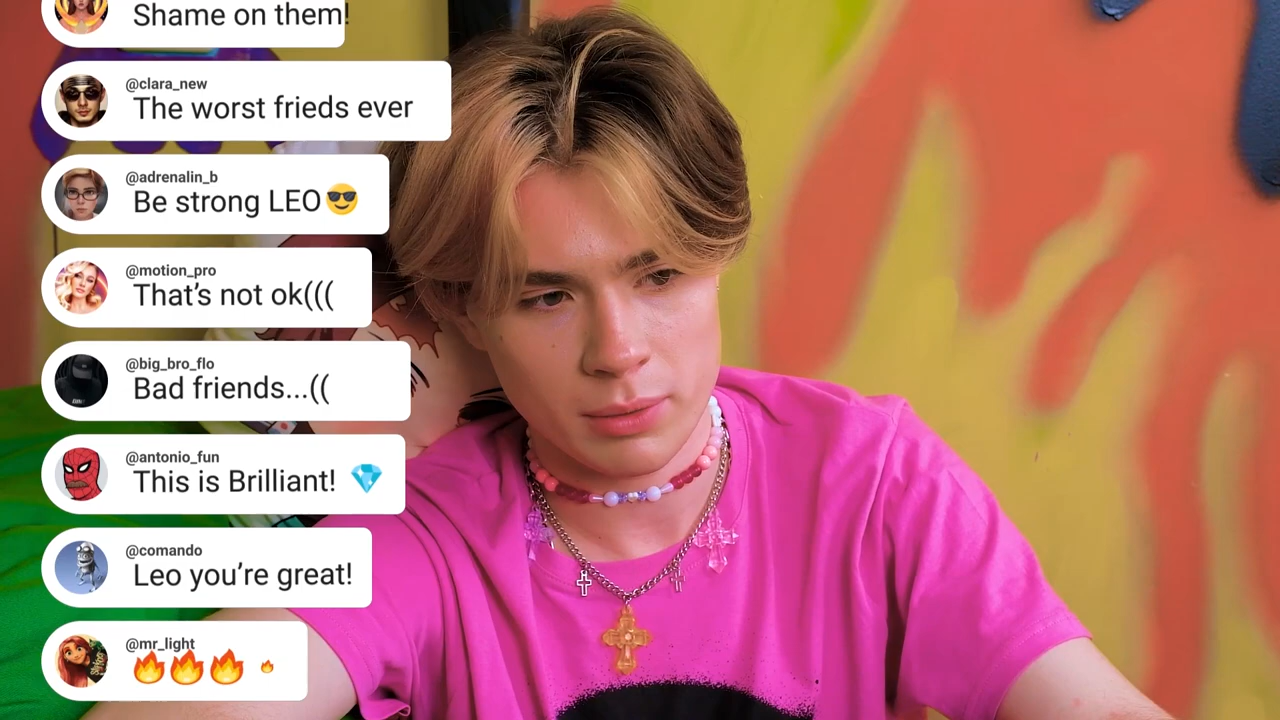 Shame on them!
@clara_new
The worst frieds ever
@adrenalin_b
Be strong LEO😎
@motion_pro
That’s not ok(((
@big_bro_flo
Bad friends...((
@antonio_fun
This is Brilliant! 💎
@comando
Leo you’re great!
@mr_light
🔥🔥🔥 🔥